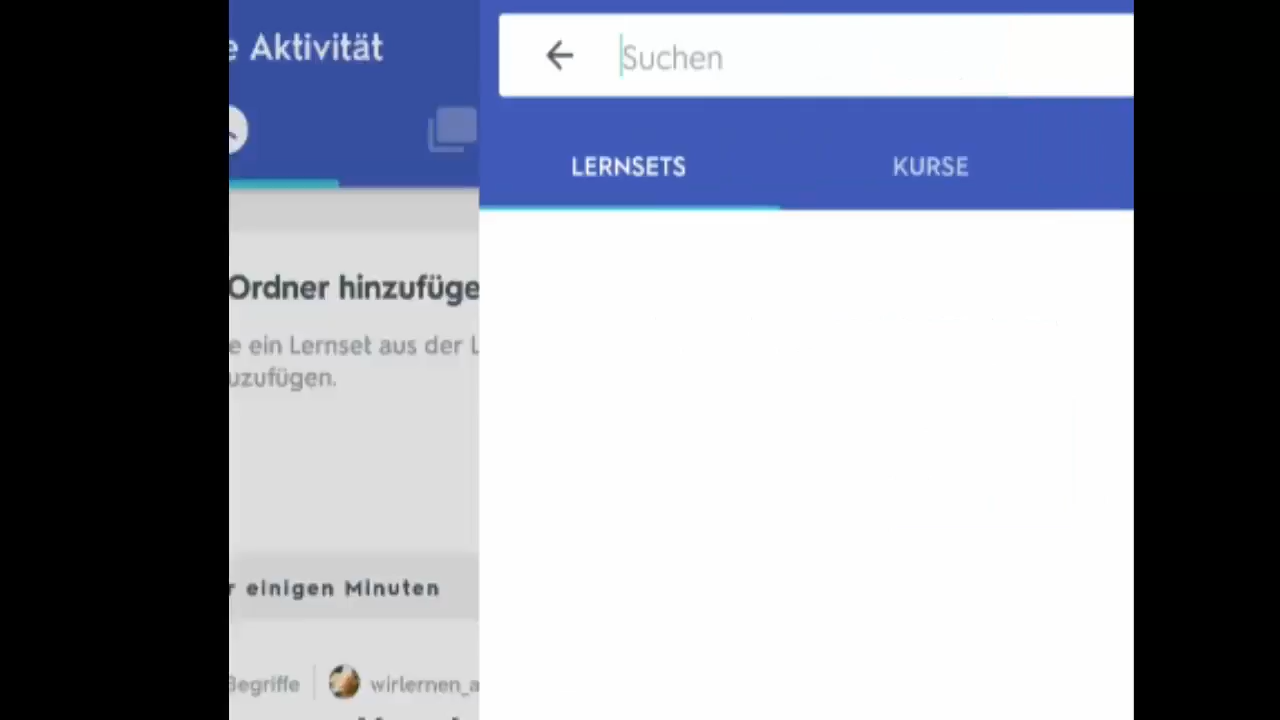 e Aktivität
Suchen
LERNSETS
KURSE
Ordner hinzufüge
e ein Lernset aus der L
uzufügen.
r einigen Minuten
Begriffe
wirlernen_a